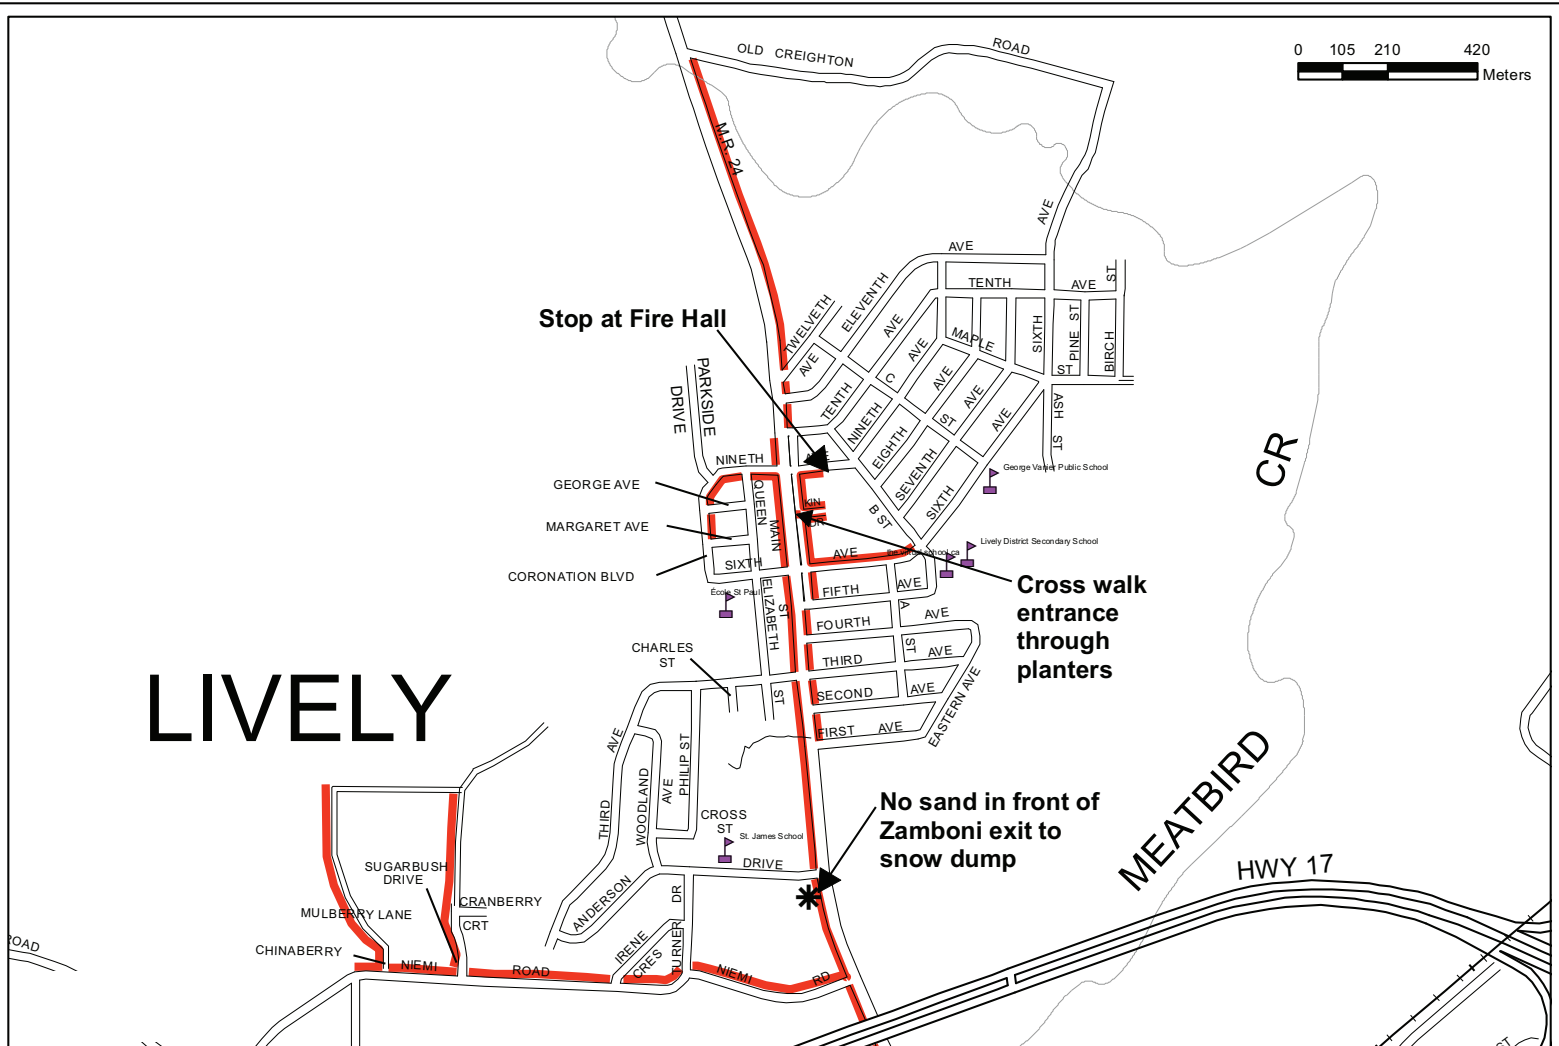 OLD CREIGHTON ROAD
0 105 210 420
Meters
M.R. 24
AVE
AVE
ELEVENTH
TENTH AVE
ST
TWELVETH
AVE
AVE
AVE
MAPLE
SIXTH
PINE ST
BIRCH
ST
Stop at Fire Hall
PARKSIDE
DRIVE
TENTH
C
AVE
AVE
ST
AVE
ASH ST
NINETH
EIGHTH
SEVENTH
SIXTH
NINETH
George Vanier Public School
CR
GEORGE AVE
QUEEN
KIN
DR
B ST
MARGARET AVE
MAIN
AVE
Lively District Secondary School
SIXTH
CORONATION BLVD
École St Paul
ELIZABETH
ST
FIFTH
AVE
A
Cross walk
entrance
through
planters
FOURTH
AVE
ST
CHARLES
ST
THIRD
AVE
SECOND
AVE
ST
FIRST AVE
EASTERN AVE
LIVELY
AVE
PHILIP ST
WOODLAND
AVE
THIRD
CROSS
ST
St. James School
DRIVE
No sand in front of
Zamboni exit to
snow dump
MEATBIRD
HWY 17
SUGARBUSH
DRIVE
CRANBERRY
CRT
MULBERRY LANE
ANDERSON
DR
TURNER
IRENE
CRES
CHINABERRY
NIEMI
ROAD
NIEMI
RD
ROAD
ST